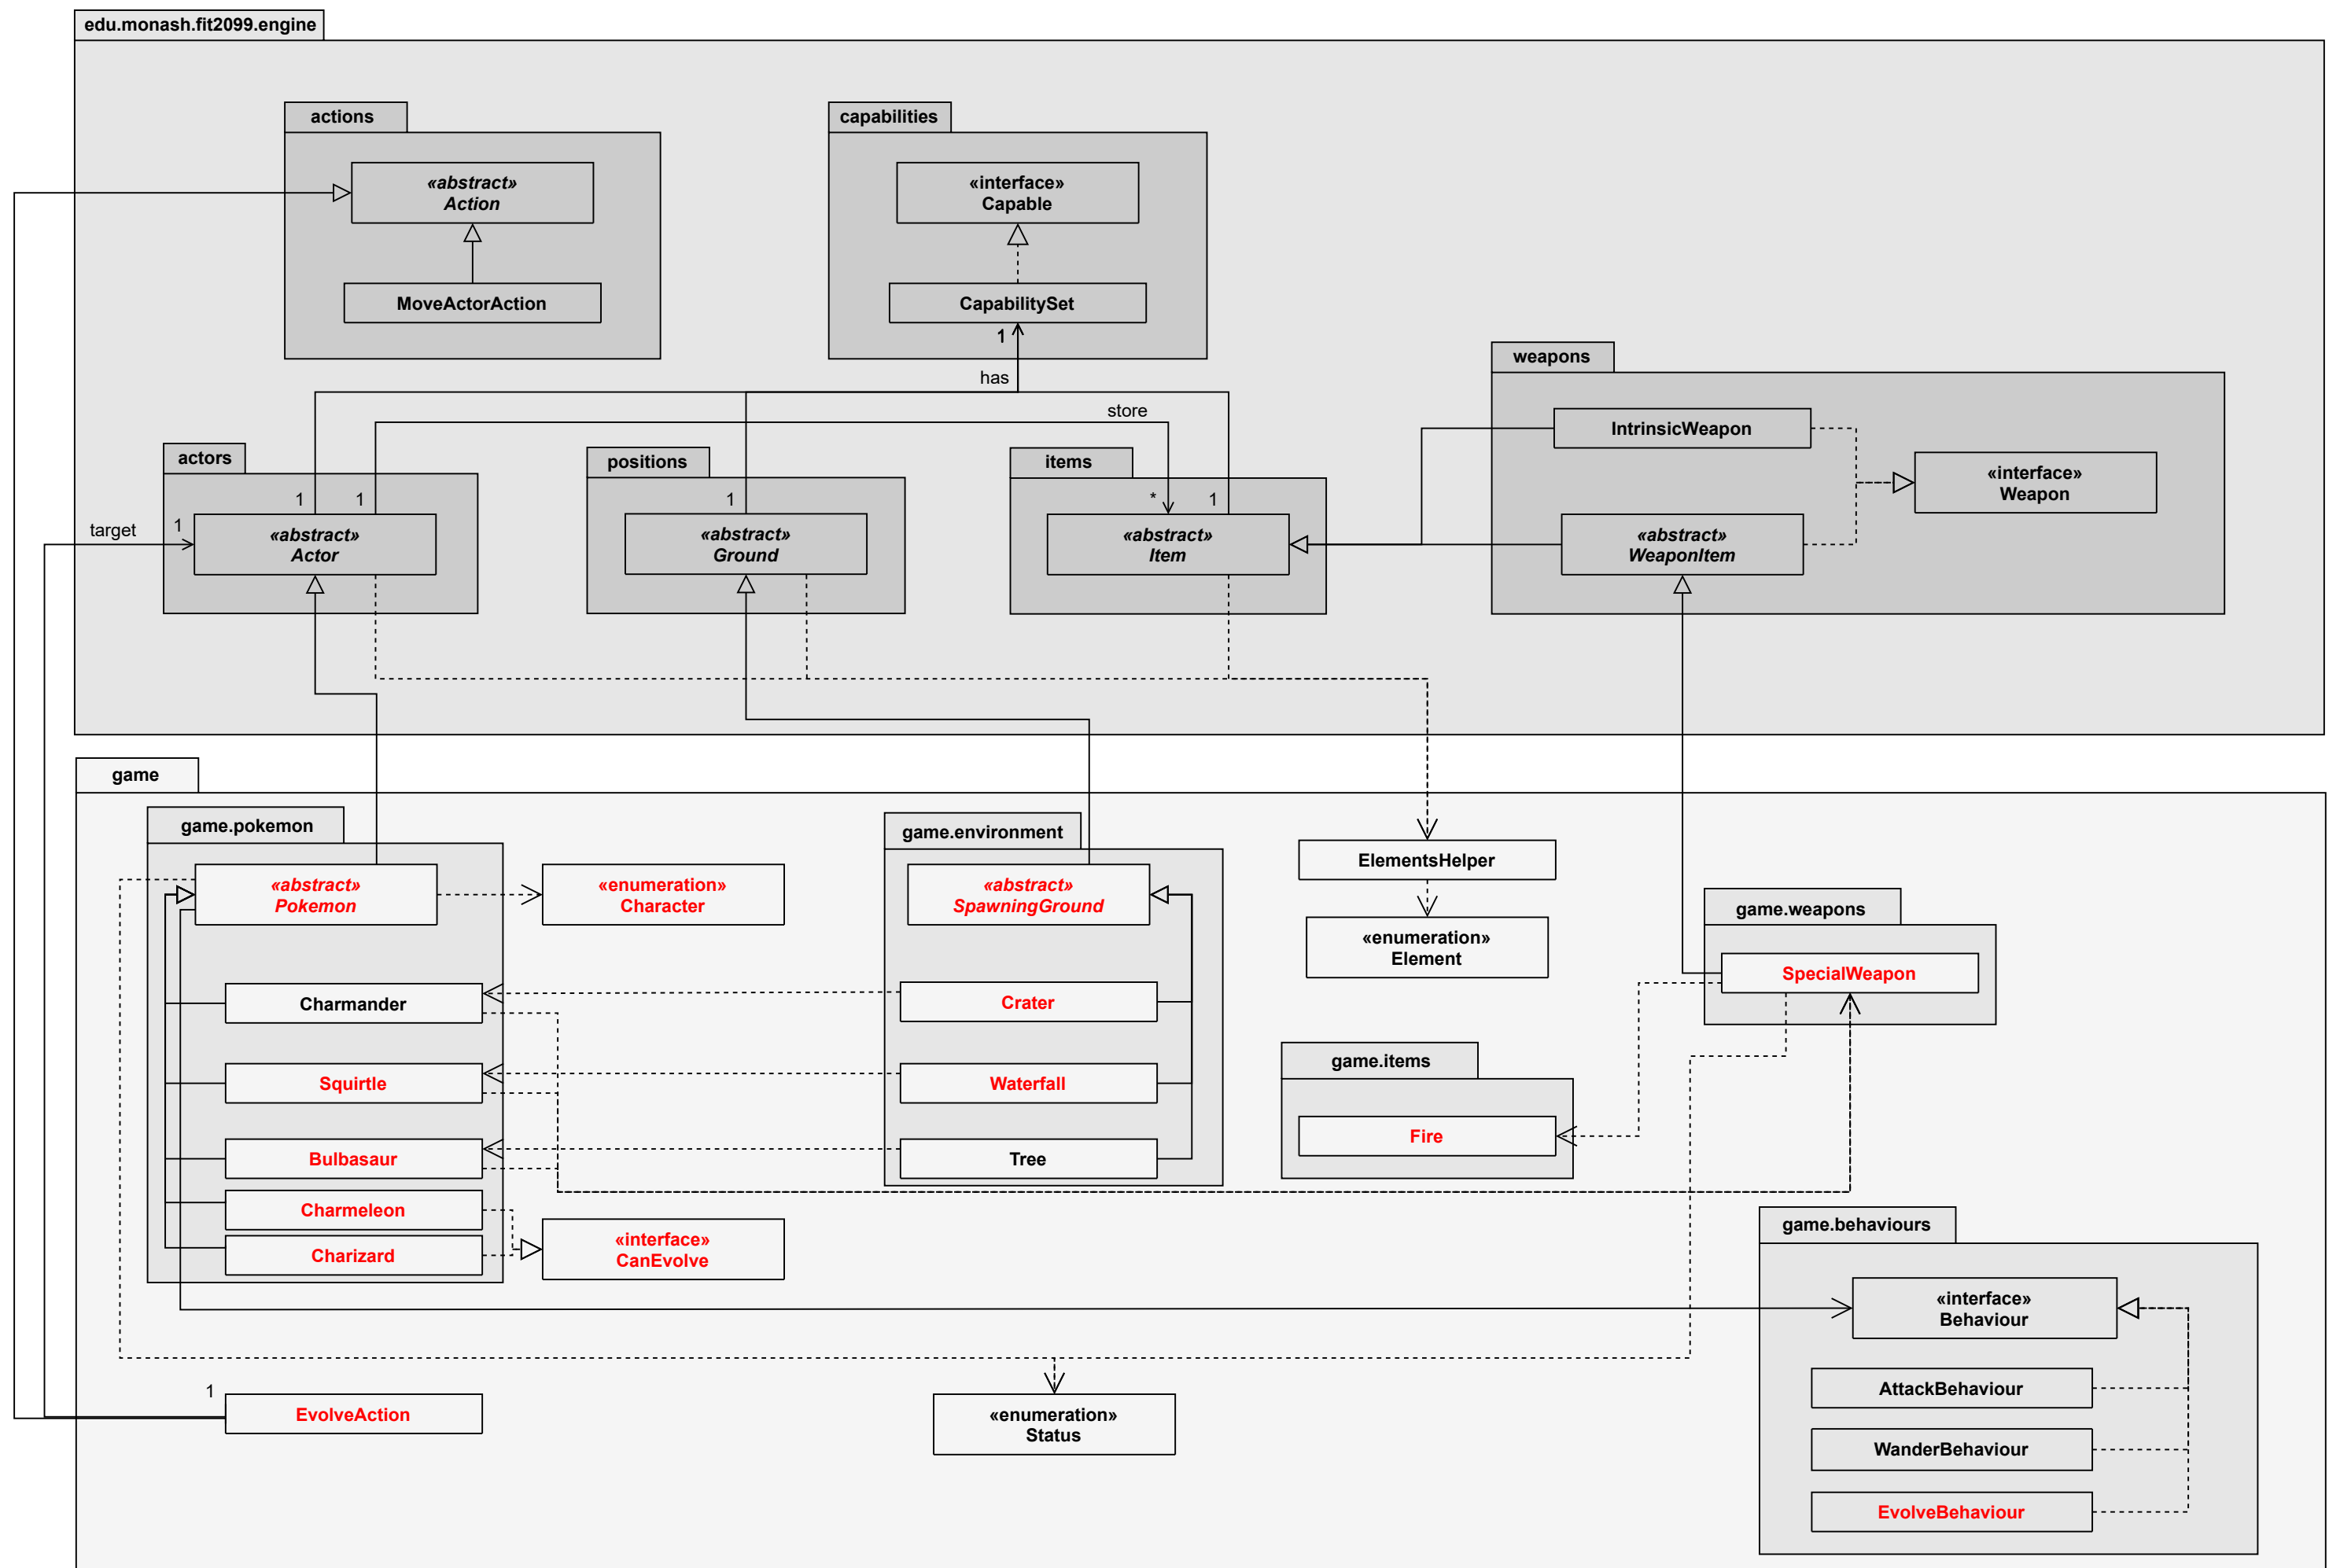 edu.monash.fit2099.engine
actions
«abstract»
Action
MoveActorAction
capabilities
«interface»
Capable
CapabilitySet
1
has
store
weapons
IntrinsicWeapon
«interface»
Weapon
«abstract»
WeaponItem
actors
1
1
target
1
«abstract»
Actor
positions
1
«abstract»
Ground
items
*
1
«abstract»
Item
game
game.pokemon
«abstract»
Pokemon
«enumeration»
Character
Charmander
Squirtle
Bulbasaur
Charmeleon
Charizard
«interface»
CanEvolve
game.environment
«abstract»
SpawningGround
Crater
Waterfall
Tree
ElementsHelper
«enumeration»
Element
game.weapons
SpecialWeapon
game.items
Fire
game.behaviours
«interface»
Behaviour
AttackBehaviour
WanderBehaviour
EvolveBehaviour
1
EvolveAction
«enumeration»
Status